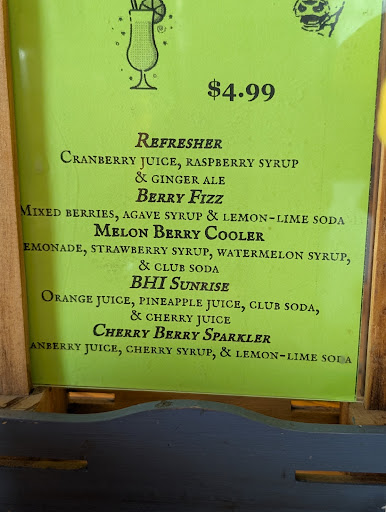 $4.99
Refresher
Cranberry juice, raspberry syrup
& ginger ale
Berry Fizz
Mixed berries, agave syrup & lemon-lime soda
Melon Berry Cooler
emonade, strawberry syrup, watermelon syrup,
& club soda
BHI Sunrise
Orange juice, pineapple juice, club soda,
& cherry juice
Cherry Berry Sparkler
anberry juice, cherry syrup, & lemon-lime soda